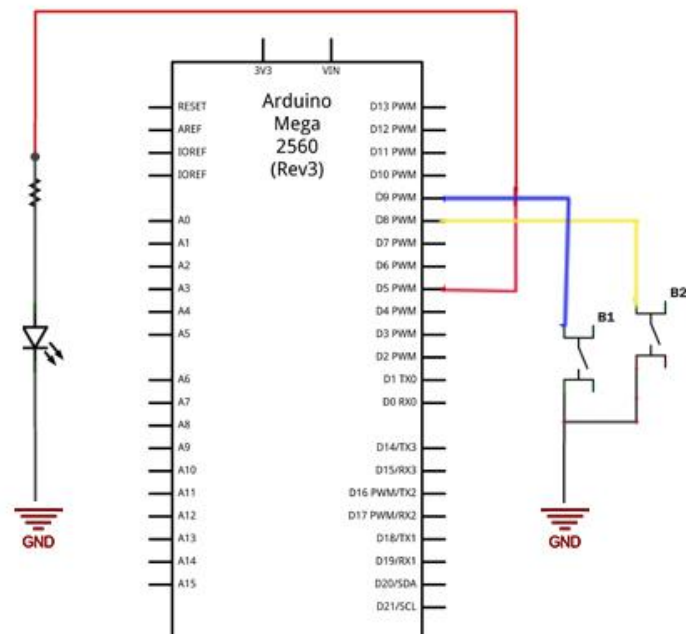 3V3
VIN
Arduino
Mega
2560
(Rev3)
RESET
AREF
IOREF
IOREF
A0
A1
A2
A3
A4
A5
A6
A7
A8
A9
A10
A11
A12
A13
A14
A15
D13 PWM
D12 PWM
D11 PWM
D10 PWM
D9 PWM
D8 PWM
D7 PWM
D6 PWM
D5 PWM
D4 PWM
D3 PWM
D2 PWM
D1 TX0
D0 RX0
D14/TX3
D15/RX3
D16 PWM/TX2
D17 PWM/RX2
D18/TX1
D19/RX1
D20/SDA
D21/SCL
B1
B2
GND
GND